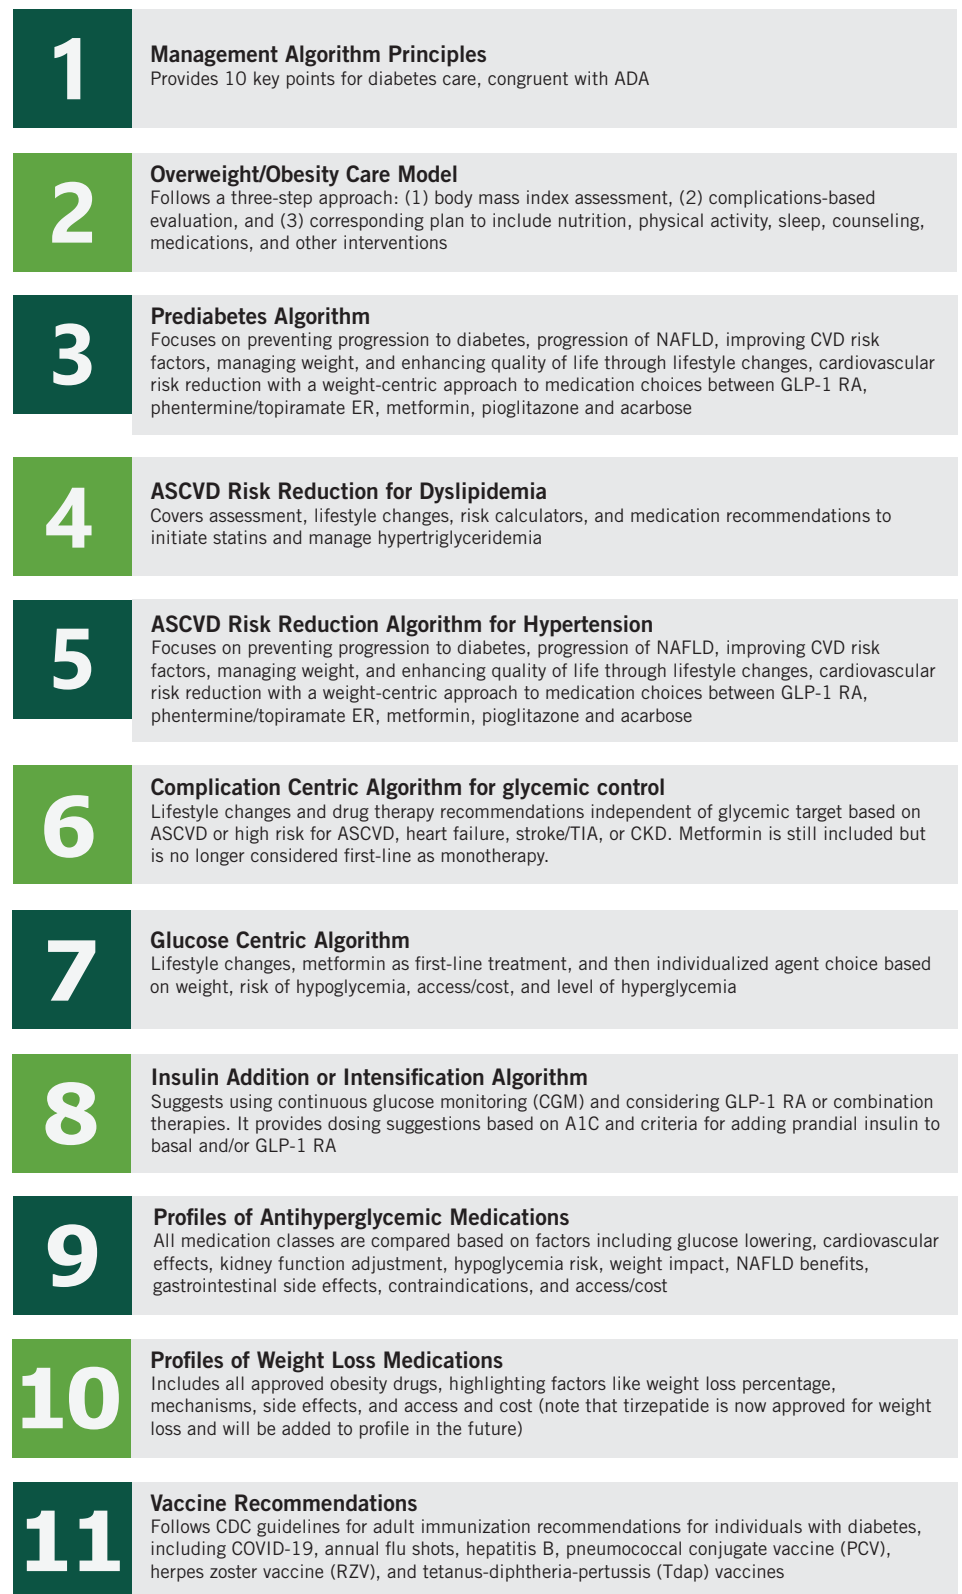 1
Management Algorithm Principles
Provides 10 key points for diabetes care, congruent with ADA
2
Overweight/Obesity Care Model
Follows a three-step approach: (1) body mass index assessment, (2) complications-based
evaluation, and (3) corresponding plan to include nutrition, physical activity, sleep, counseling,
medications, and other interventions
3
Prediabetes Algorithm
Focuses on preventing progression to diabetes, progression of NAFLD, improving CVD risk
factors, managing weight, and enhancing quality of life through lifestyle changes, cardiovascular
risk reduction with a weight-centric approach to medication choices between GLP-1 RA,
phentermine/topiramate ER, metformin, pioglitazone and acarbose
4
ASCVD Risk Reduction for Dyslipidemia
Covers assessment, lifestyle changes, risk calculators, and medication recommendations to
initiate statins and manage hypertriglyceridemia
5
ASCVD Risk Reduction Algorithm for Hypertension
Focuses on preventing progression to diabetes, progression of NAFLD, improving CVD risk
factors, managing weight, and enhancing quality of life through lifestyle changes, cardiovascular
risk reduction with a weight-centric approach to medication choices between GLP-1 RA,
phentermine/topiramate ER, metformin, pioglitazone and acarbose
6
Complication Centric Algorithm for glycemic control
Lifestyle changes and drug therapy recommendations independent of glycemic target based on
ASCVD or high risk for ASCVD, heart failure, stroke/TIA, or CKD. Metformin is still included but
is no longer considered first-line as monotherapy.
7
Glucose Centric Algorithm
Lifestyle changes, metformin as first-line treatment, and then individualized agent choice based
on weight, risk of hypoglycemia, access/cost, and level of hyperglycemia
8
Insulin Addition or Intensification Algorithm
Suggests using continuous glucose monitoring (CGM) and considering GLP-1 RA or combination
therapies. It provides dosing suggestions based on A1C and criteria for adding prandial insulin to
basal and/or GLP-1 RA
9
Profiles of Antihyperglycemic Medications
All medication classes are compared based on factors including glucose lowering, cardiovascular
effects, kidney function adjustment, hypoglycemia risk, weight impact, NAFLD benefits,
gastrointestinal side effects, contraindications, and access/cost
10
Profiles of Weight Loss Medications
Includes all approved obesity drugs, highlighting factors like weight loss percentage,
mechanisms, side effects, and access and cost (note that tirzepatide is now approved for weight
loss and will be added to profile in the future)
11
Vaccine Recommendations
Follows CDC guidelines for adult immunization recommendations for individuals with diabetes,
including COVID-19, annual flu shots, hepatitis B, pneumococcal conjugate vaccine (PCV),
herpes zoster vaccine (RZV), and tetanus-diphtheria-pertussis (Tdap) vaccines